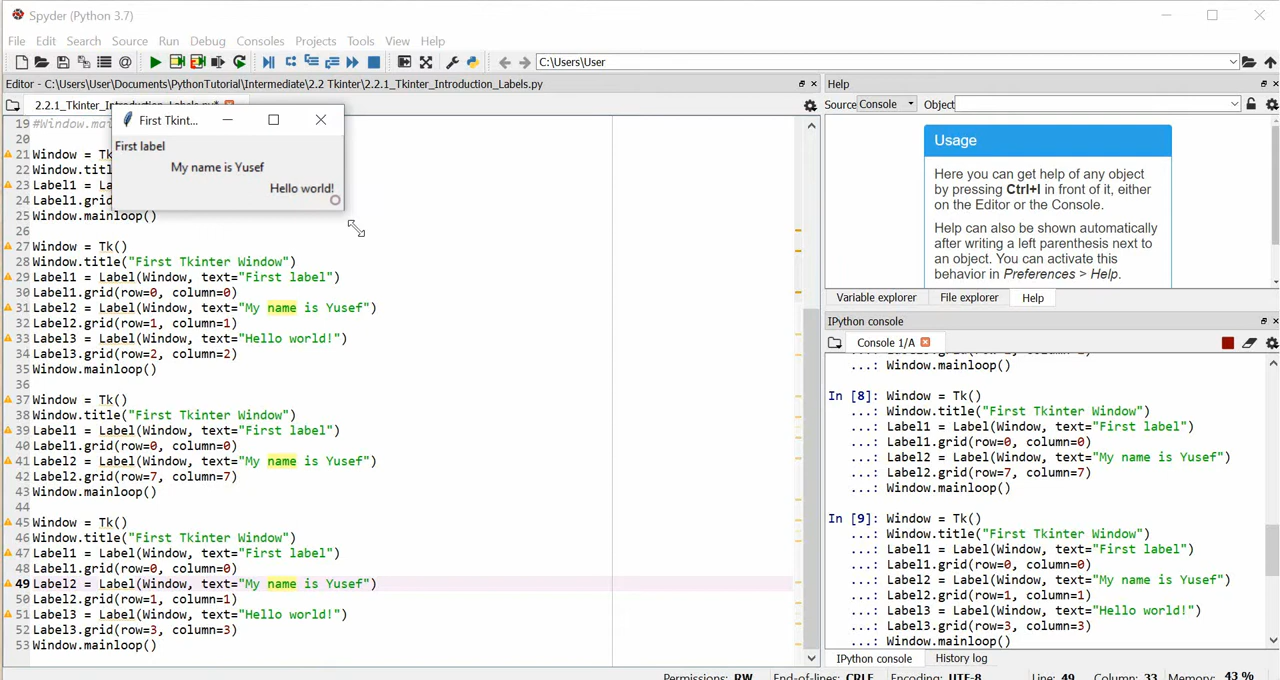 Spyder (Python 3.7)
File Edit Search Source Run Debug Consoles Projects Tools View Help
C:\Users\User
Editor - C:\Users\User\Documents\PythonTutorial\Intermediate\2.2 Tkinter\2.2.1_Tkinter_Introduction_Labels.py
2.2.1_Tkinter_Introduction_Labels.py*
First Tkint...
First label
My name is Yusef
Hello world!
19 #Window.mai
20
21 Window = Tk
22 Window.titl
23 Label1 = La
24 Label1.grid
25 Window.mainloop()
26
27 Window = Tk()
28 Window.title("First Tkinter Window")
29 Label1 = Label(Window, text="First label")
30 Label1.grid(row=0, column=0)
31 Label2 = Label(Window, text="My name is Yusef")
32 Label2.grid(row=1, column=1)
33 Label3 = Label(Window, text="Hello world!")
34 Label3.grid(row=2, column=2)
35 Window.mainloop()
36
37 Window = Tk()
38 Window.title("First Tkinter Window")
39 Label1 = Label(Window, text="First label")
40 Label1.grid(row=0, column=0)
41 Label2 = Label(Window, text="My name is Yusef")
42 Label2.grid(row=7, column=7)
43 Window.mainloop()
44
45 Window = Tk()
46 Window.title("First Tkinter Window")
47 Label1 = Label(Window, text="First label")
48 Label1.grid(row=0, column=0)
49 Label2 = Label(Window, text="My name is Yusef")
50 Label2.grid(row=1, column=1)
51 Label3 = Label(Window, text="Hello world!")
52 Label3.grid(row=3, column=3)
53 Window.mainloop()
Help
Source Console Object
Usage
Here you can get help of any object
by pressing Ctrl+I in front of it, either
on the Editor or the Console.
Help can also be shown automatically
after writing a left parenthesis next to
an object. You can activate this
behavior in Preferences > Help.
Variable explorer File explorer Help
IPython console
Console 1/A
...: Window.mainloop()
In [8]: Window = Tk()
...: Window.title("First Tkinter Window")
...: Label1 = Label(Window, text="First label")
...: Label1.grid(row=0, column=0)
...: Label2 = Label(Window, text="My name is Yusef")
...: Label2.grid(row=7, column=7)
...: Window.mainloop()
In [9]: Window = Tk()
...: Window.title("First Tkinter Window")
...: Label1 = Label(Window, text="First label")
...: Label1.grid(row=0, column=0)
...: Label2 = Label(Window, text="My name is Yusef")
...: Label2.grid(row=1, column=1)
...: Label3 = Label(Window, text="Hello world!")
...: Label3.grid(row=3, column=3)
...: Window.mainloop()
IPython console History log
Permissions: RW End-of-lines: CRLF Encoding: UTF-8 Line: 49 Column: 33 Memory: 43 %